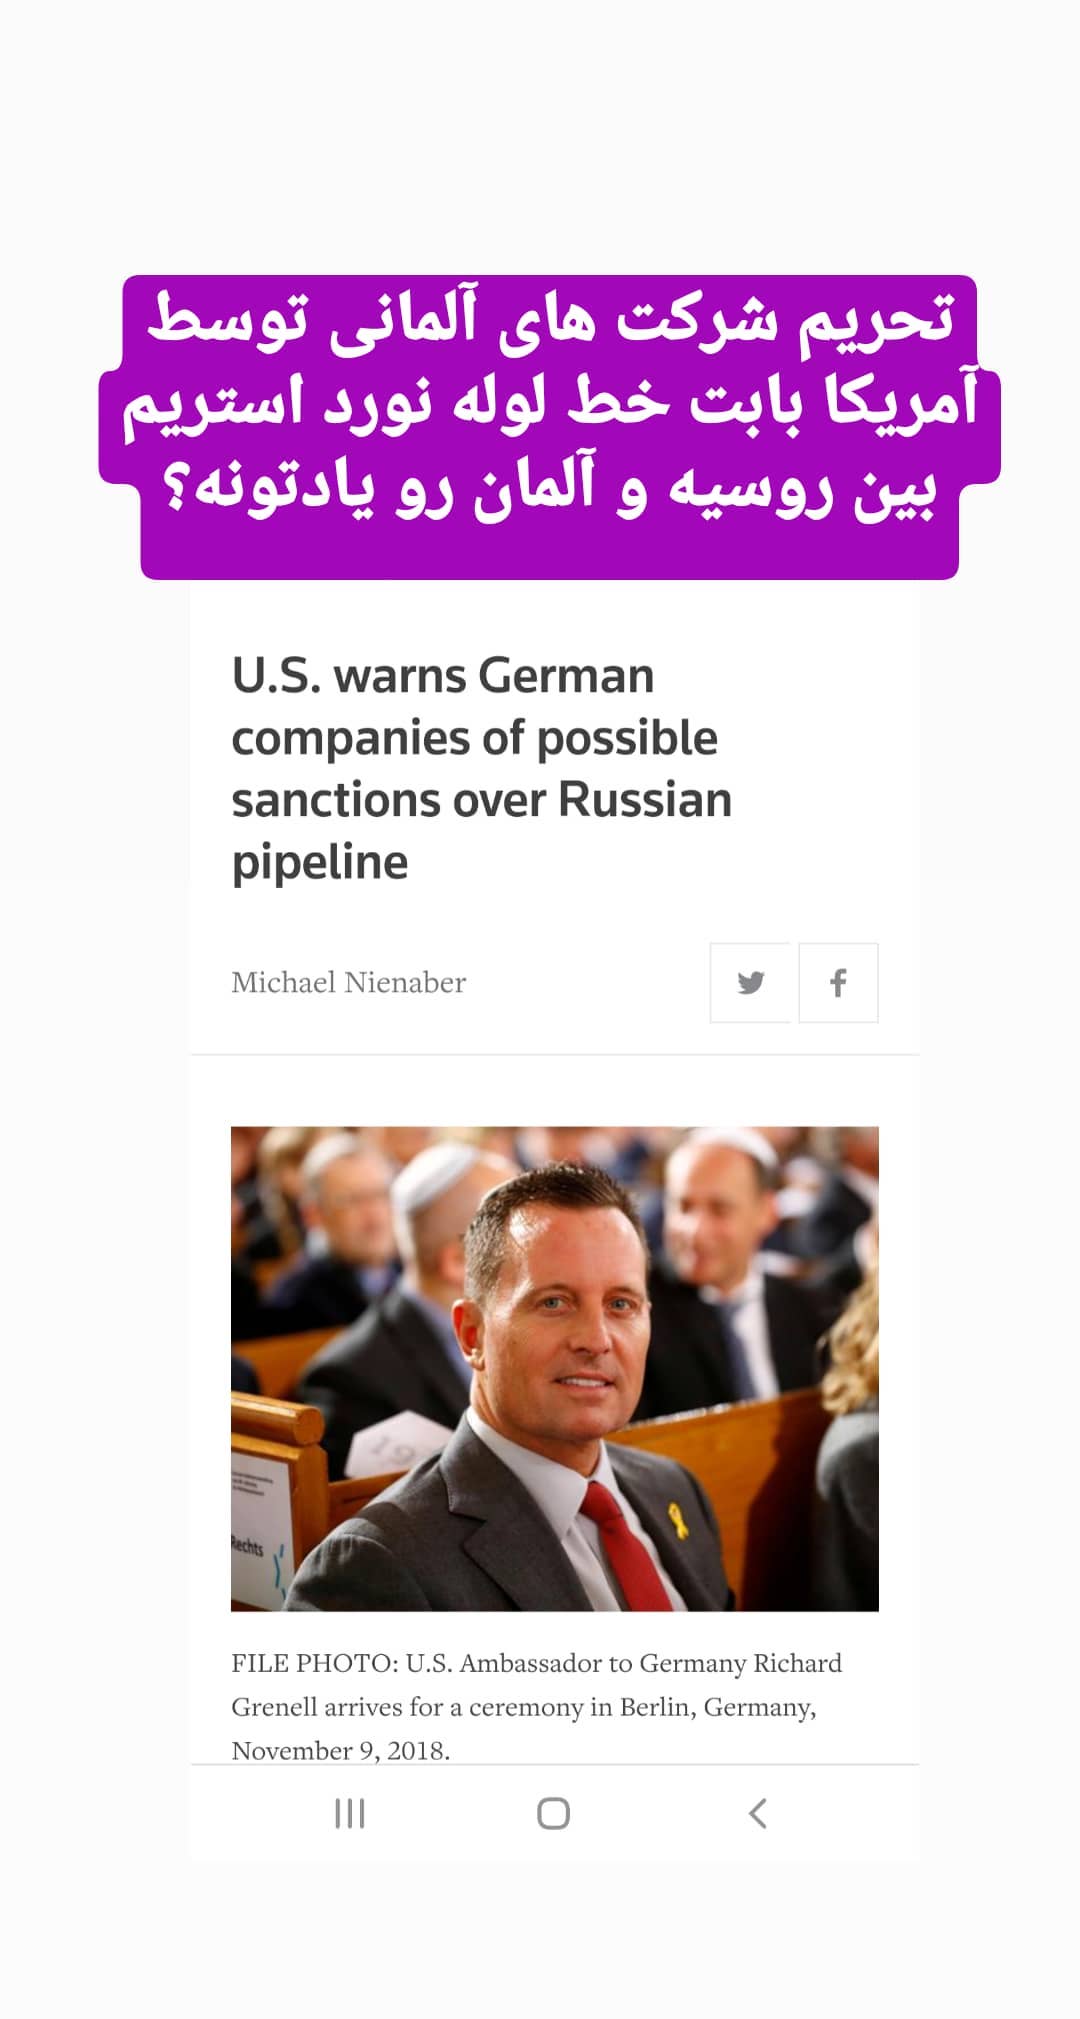 تحریم شرکت های آلمانی توسط
آمریکا بابت خط لوله نورد استریم
بین روسیه و آلمان رو یادتونه؟
U.S. warns German
companies of possible
sanctions over Russian
pipeline
Michael Nienaber
19
Rechts
FILE PHOTO: U.S. Ambassador to Germany Richard
Grenell arrives for a ceremony in Berlin, Germany,
November 9, 2018.